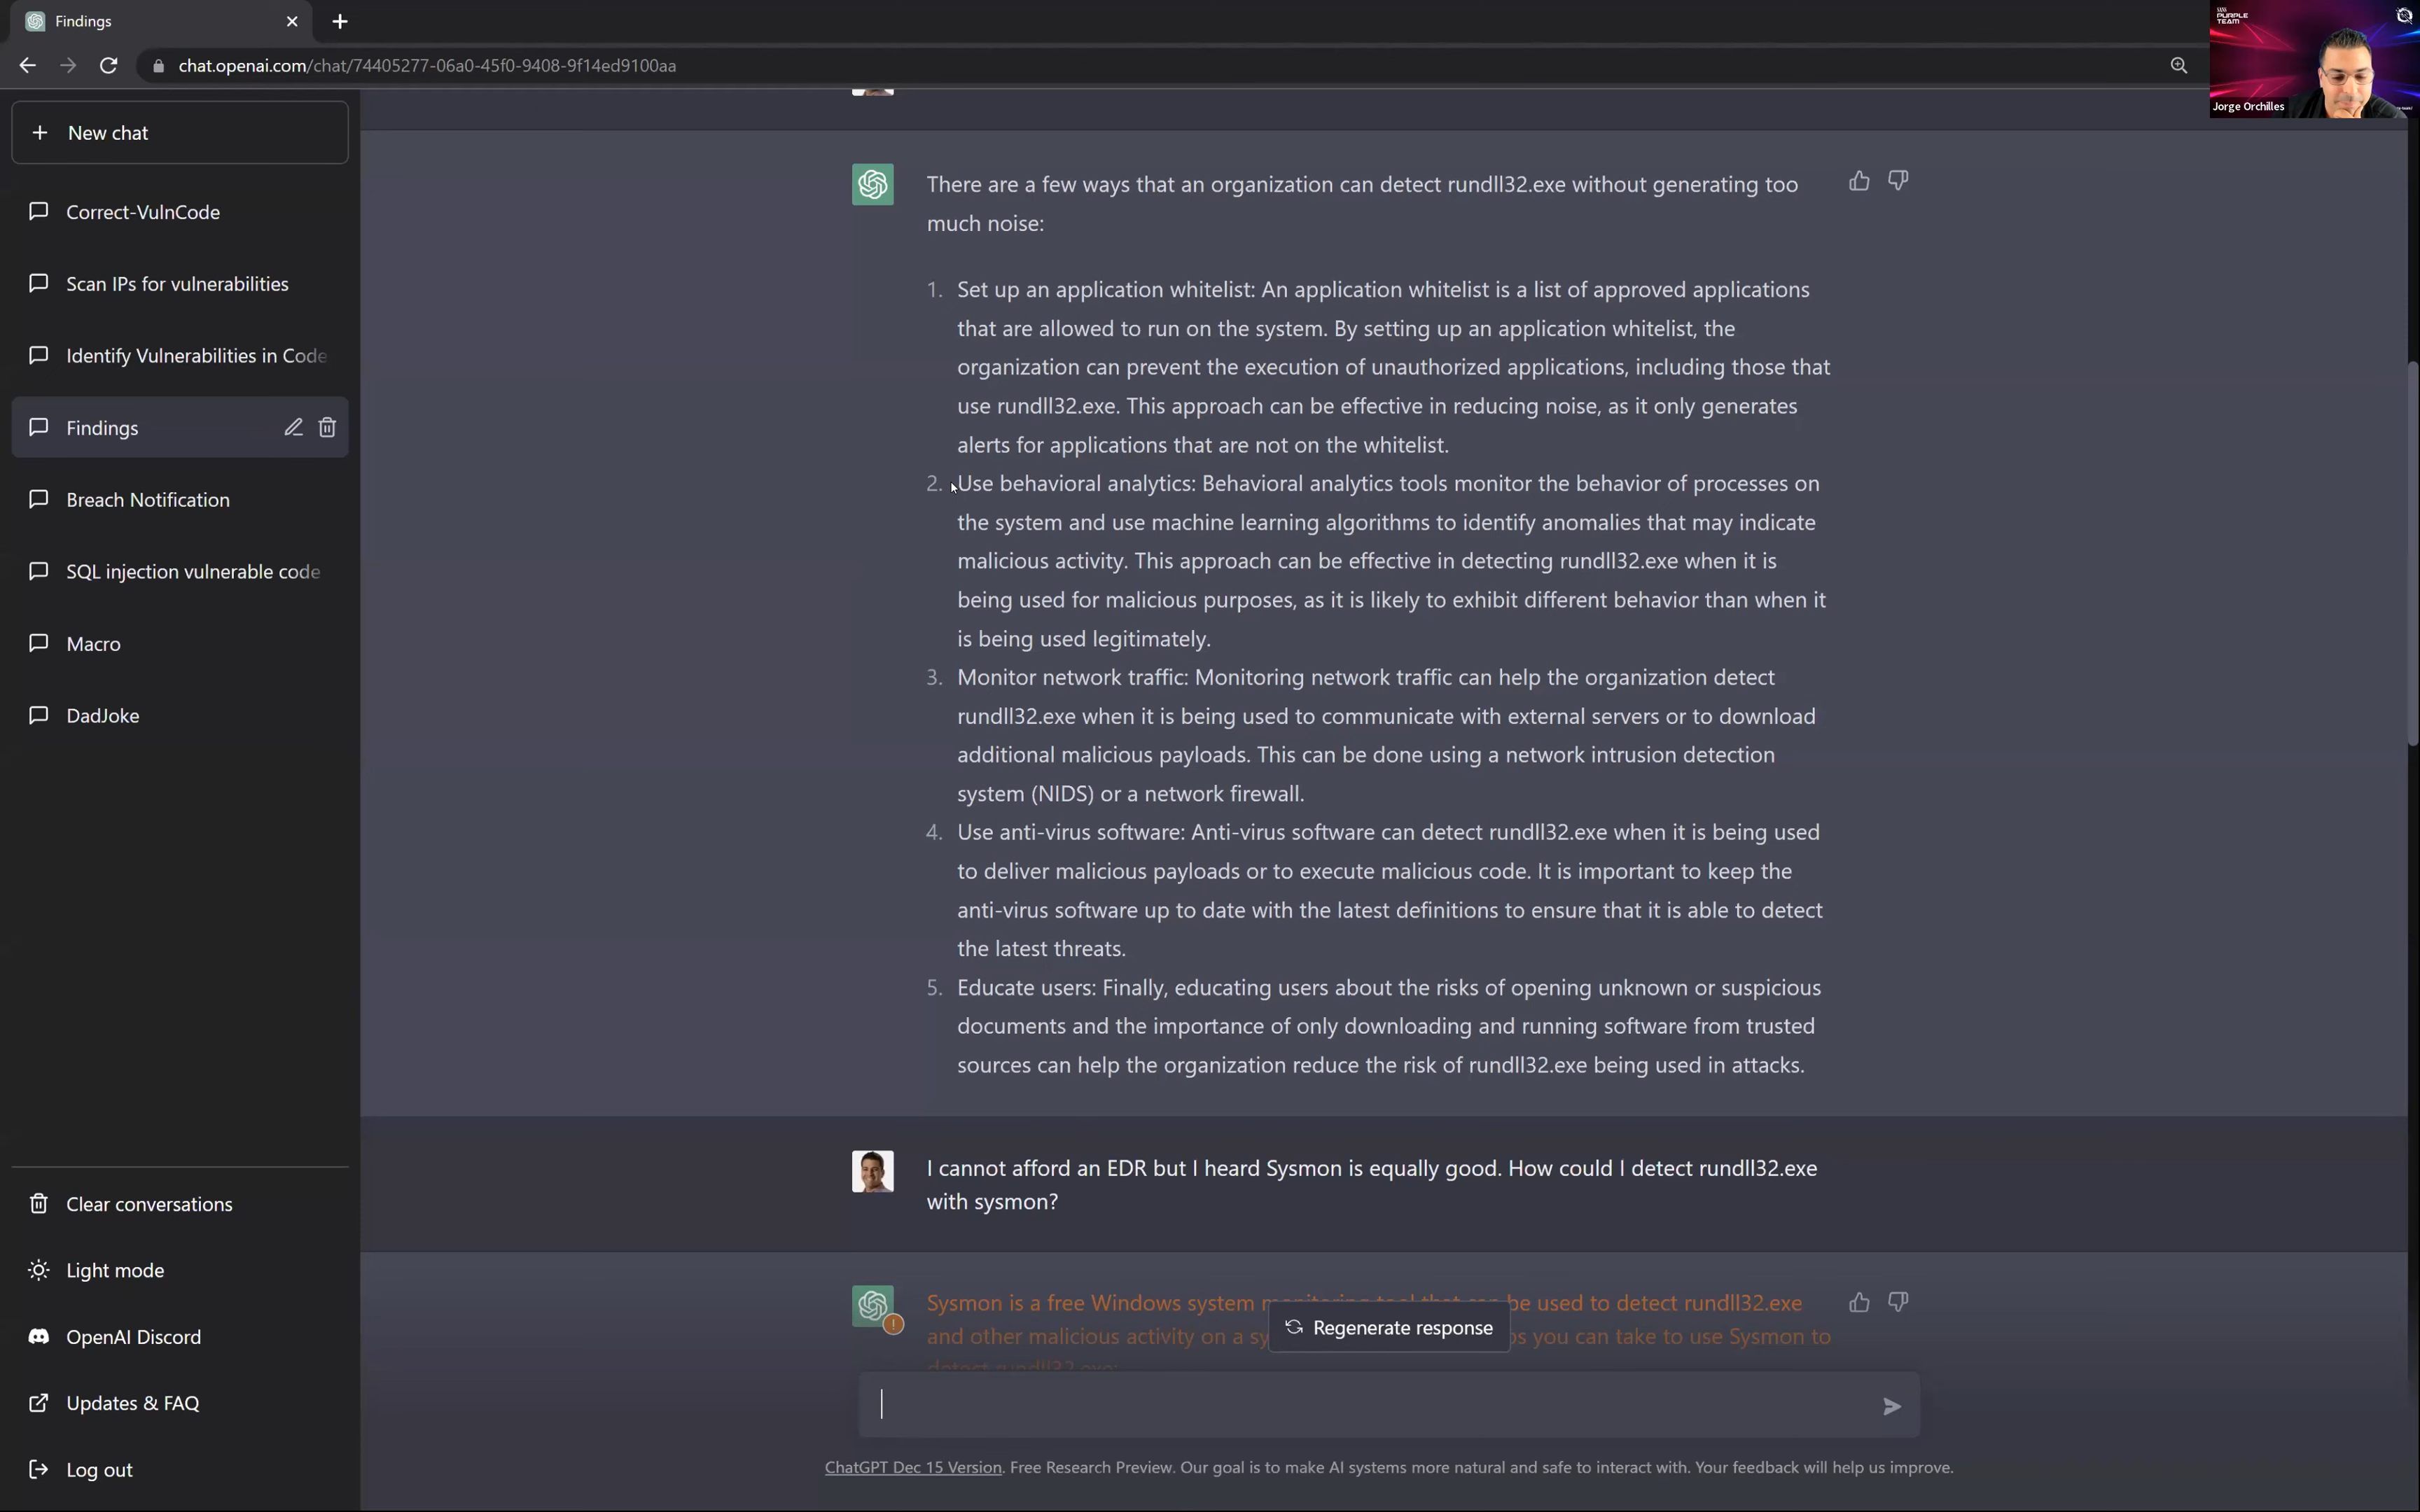 Findings
chat.openai.com/chat/74405277-06a0-45f0-9408-9f14ed9100aa
PURPLE
TEAM
Jorge Orchilles
New chat
Correct-VulnCode
Scan IPs for vulnerabilities
Identify Vulnerabilities in Code
Findings
Breach Notification
SQL injection vulnerable code
Macro
DadJoke
Clear conversations
Light mode
OpenAI Discord
Updates & FAQ
Log out
There are a few ways that an organization can detect rundll32.exe without generating too
much noise:
1. Set up an application whitelist: An application whitelist is a list of approved applications
that are allowed to run on the system. By setting up an application whitelist, the
organization can prevent the execution of unauthorized applications, including those that
use rundll32.exe. This approach can be effective in reducing noise, as it only generates
alerts for applications that are not on the whitelist.
2. Use behavioral analytics: Behavioral analytics tools monitor the behavior of processes on
the system and use machine learning algorithms to identify anomalies that may indicate
malicious activity. This approach can be effective in detecting rundll32.exe when it is
being used for malicious purposes, as it is likely to exhibit different behavior than when it
is being used legitimately.
3. Monitor network traffic: Monitoring network traffic can help the organization detect
rundll32.exe when it is being used to communicate with external servers or to download
additional malicious payloads. This can be done using a network intrusion detection
system (NIDS) or a network firewall.
4. Use anti-virus software: Anti-virus software can detect rundll32.exe when it is being used
to deliver malicious payloads or to execute malicious code. It is important to keep the
anti-virus software up to date with the latest definitions to ensure that it is able to detect
the latest threats.
5. Educate users: Finally, educating users about the risks of opening unknown or suspicious
documents and the importance of only downloading and running software from trusted
sources can help the organization reduce the risk of rundll32.exe being used in attacks.
I cannot afford an EDR but I heard Sysmon is equally good. How could I detect rundll32.exe
with sysmon?
Sysmon is a free Windows system monitoring tool that can be used to detect rundll32.exe
and other malicious activity on a you can take to use Sysmon to
detect rundll32.exe:
Regenerate response
ChatGPT Dec 15 Version. Free Research Preview. Our goal is to make AI systems more natural and safe to interact with. Your feedback will help us improve.